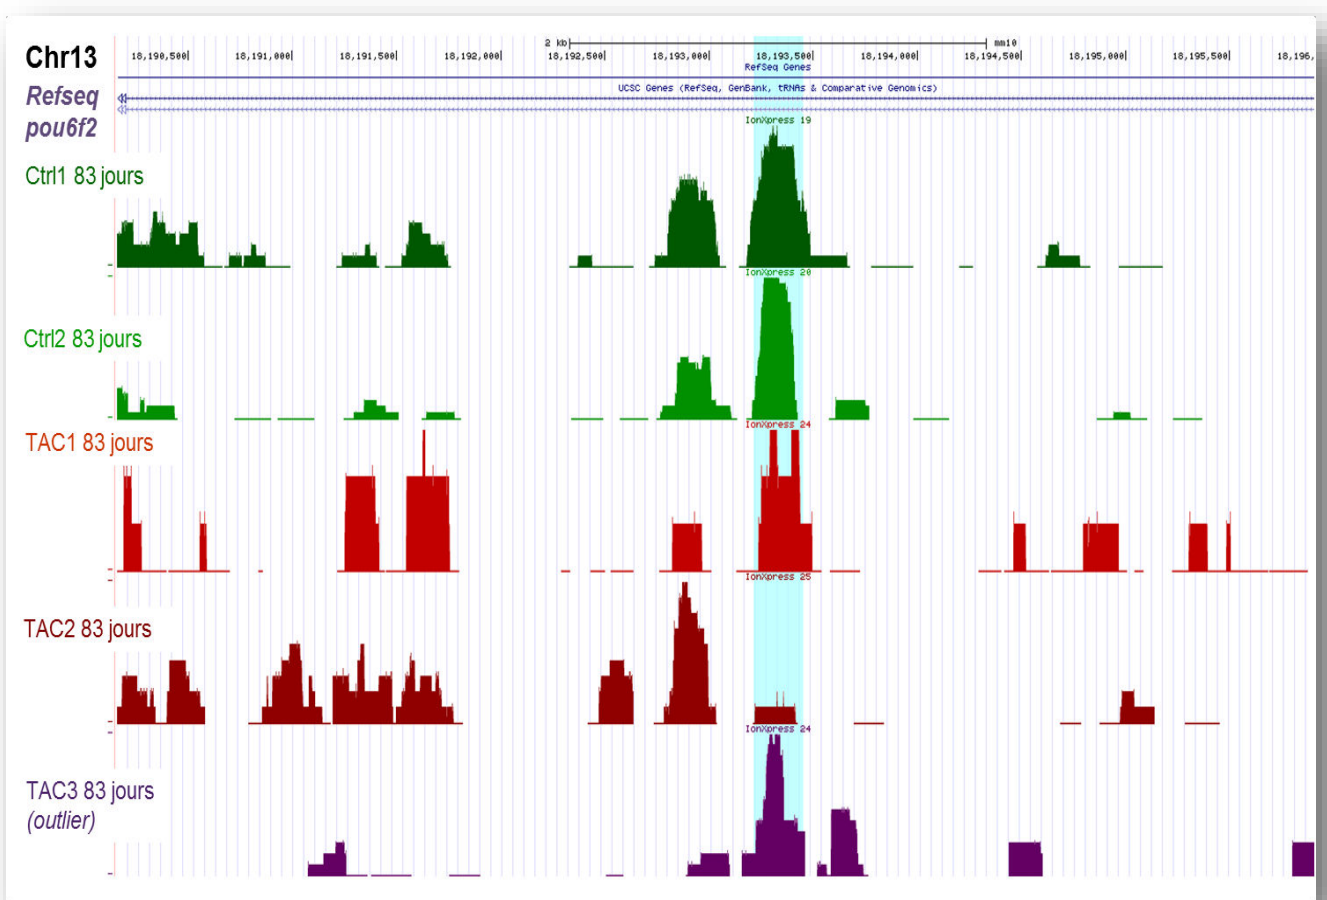 2 kb mm10
Chr13 18,190,500 18,191,000 18,191,500 18,192,000 18,192,500 18,193,000 18,193,500 18,194,000 18,194,500 18,195,000 18,195,500 18,196,
RefSeq Genes
Refseq
UCSC Genes (RefSeq, GenBank, tRNAs & Comparative Genomics)
pou6f2
IonXpress 19
Ctrl1 83 jours
IonXpress 20
Ctrl2 83 jours
IonXpress 24
TAC1 83 jours
IonXpress 25
TAC2 83 jours
IonXpress 24
TAC3 83 jours
(outlier)